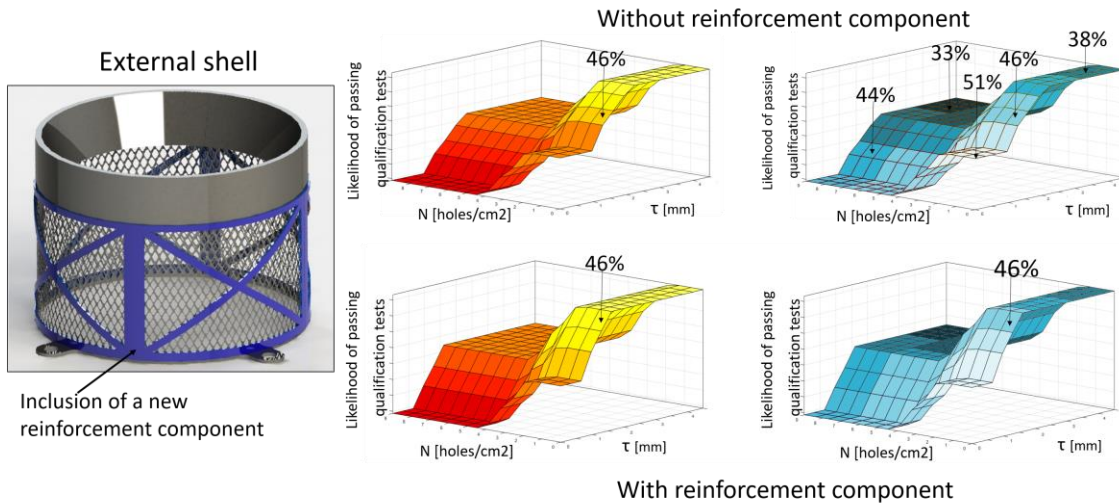 Without reinforcement component
External shell
Likelihood of passing
qualification tests
46%
N [holes/cm2]
τ [mm]
Likelihood of passing
qualification tests
44%
33%
51%
46%
38%
N [holes/cm2]
τ [mm]
Inclusion of a new
reinforcement component
Likelihood of passing
qualification tests
46%
N [holes/cm2]
τ [mm]
Likelihood of passing
qualification tests
46%
N [holes/cm2]
τ [mm]
With reinforcement component